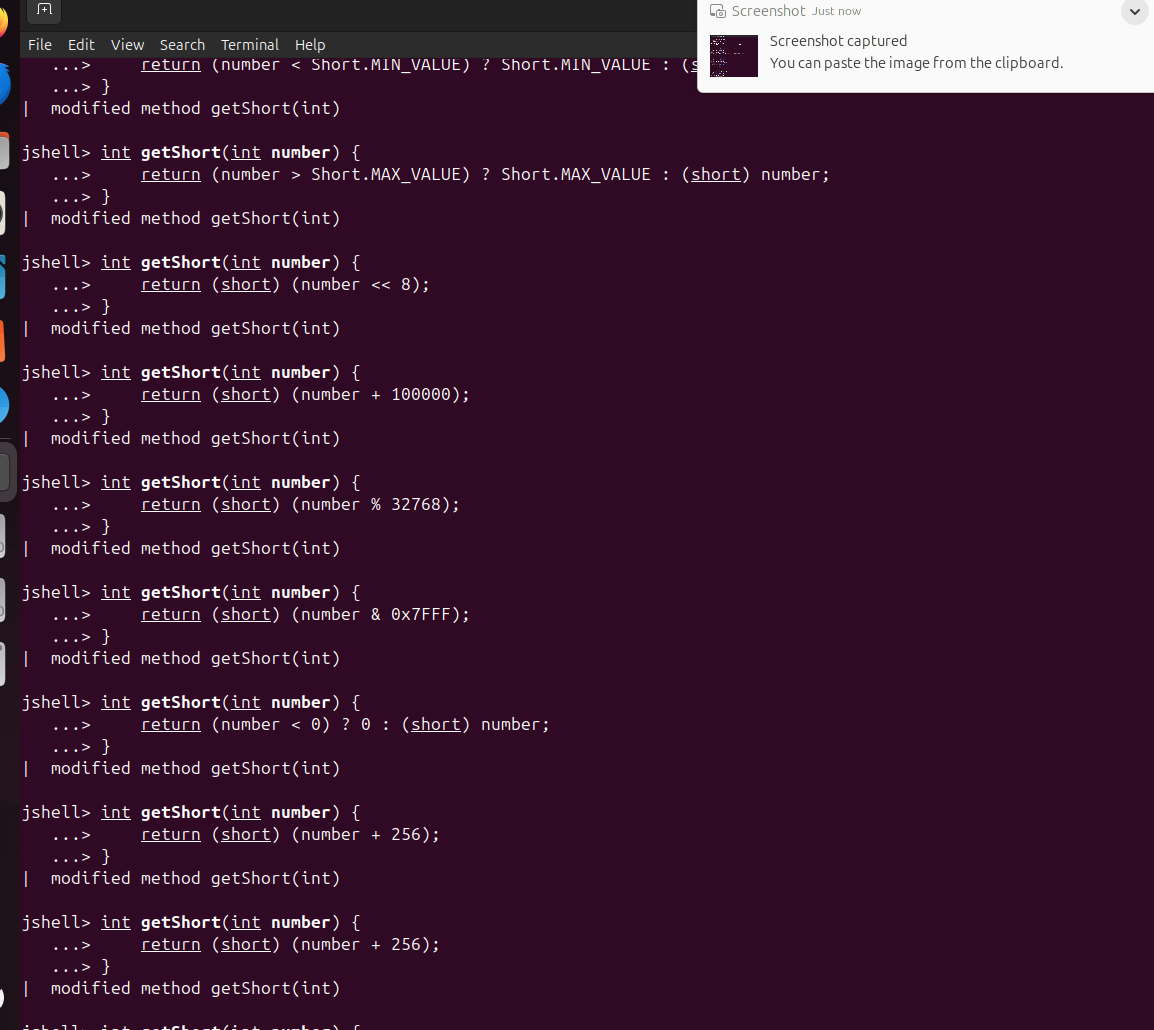 Screenshot Just now
Screenshot captured
You can paste the image from the clipboard.
File Edit View Search Terminal Help
...> return (number < Short.MIN_VALUE) ? Short.MIN_VALUE : (
...> }
| modified method getShort(int)
jshell> int getShort(int number) {
...> return (number > Short.MAX_VALUE) ? Short.MAX_VALUE : (short) number;
...> }
| modified method getShort(int)
jshell> int getShort(int number) {
...> return (short) (number << 8);
...> }
| modified method getShort(int)
jshell> int getShort(int number) {
...> return (short) (number + 100000);
...> }
| modified method getShort(int)
jshell> int getShort(int number) {
...> return (short) (number % 32768);
...> }
| modified method getShort(int)
jshell> int getShort(int number) {
...> return (short) (number & 0x7FFF);
...> }
| modified method getShort(int)
jshell> int getShort(int number) {
...> return (number < 0) ? 0 : (short) number;
...> }
| modified method getShort(int)
jshell> int getShort(int number) {
...> return (short) (number + 256);
...> }
| modified method getShort(int)
jshell> int getShort(int number) {
...> return (short) (number + 256);
...> }
| modified method getShort(int)
jshell> int getShort(int number) {